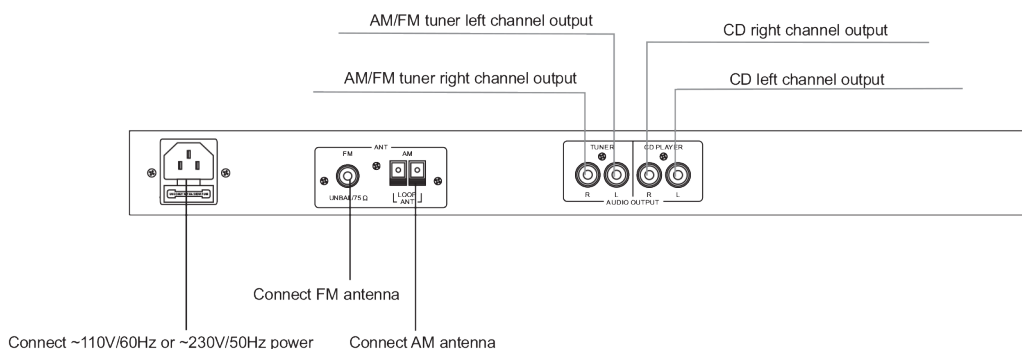 AM/FM tuner left channel output
CD right channel output
AM/FM tuner right channel output
CD left channel output
ANT
FM
AM
UNBAL/75 Ω
LOOP
ANT
TUNER
CD PLAYER
R
L
R
L
AUDIO OUTPUT
Connect FM antenna
Connect ~110V/60Hz or ~230V/50Hz power
Connect AM antenna